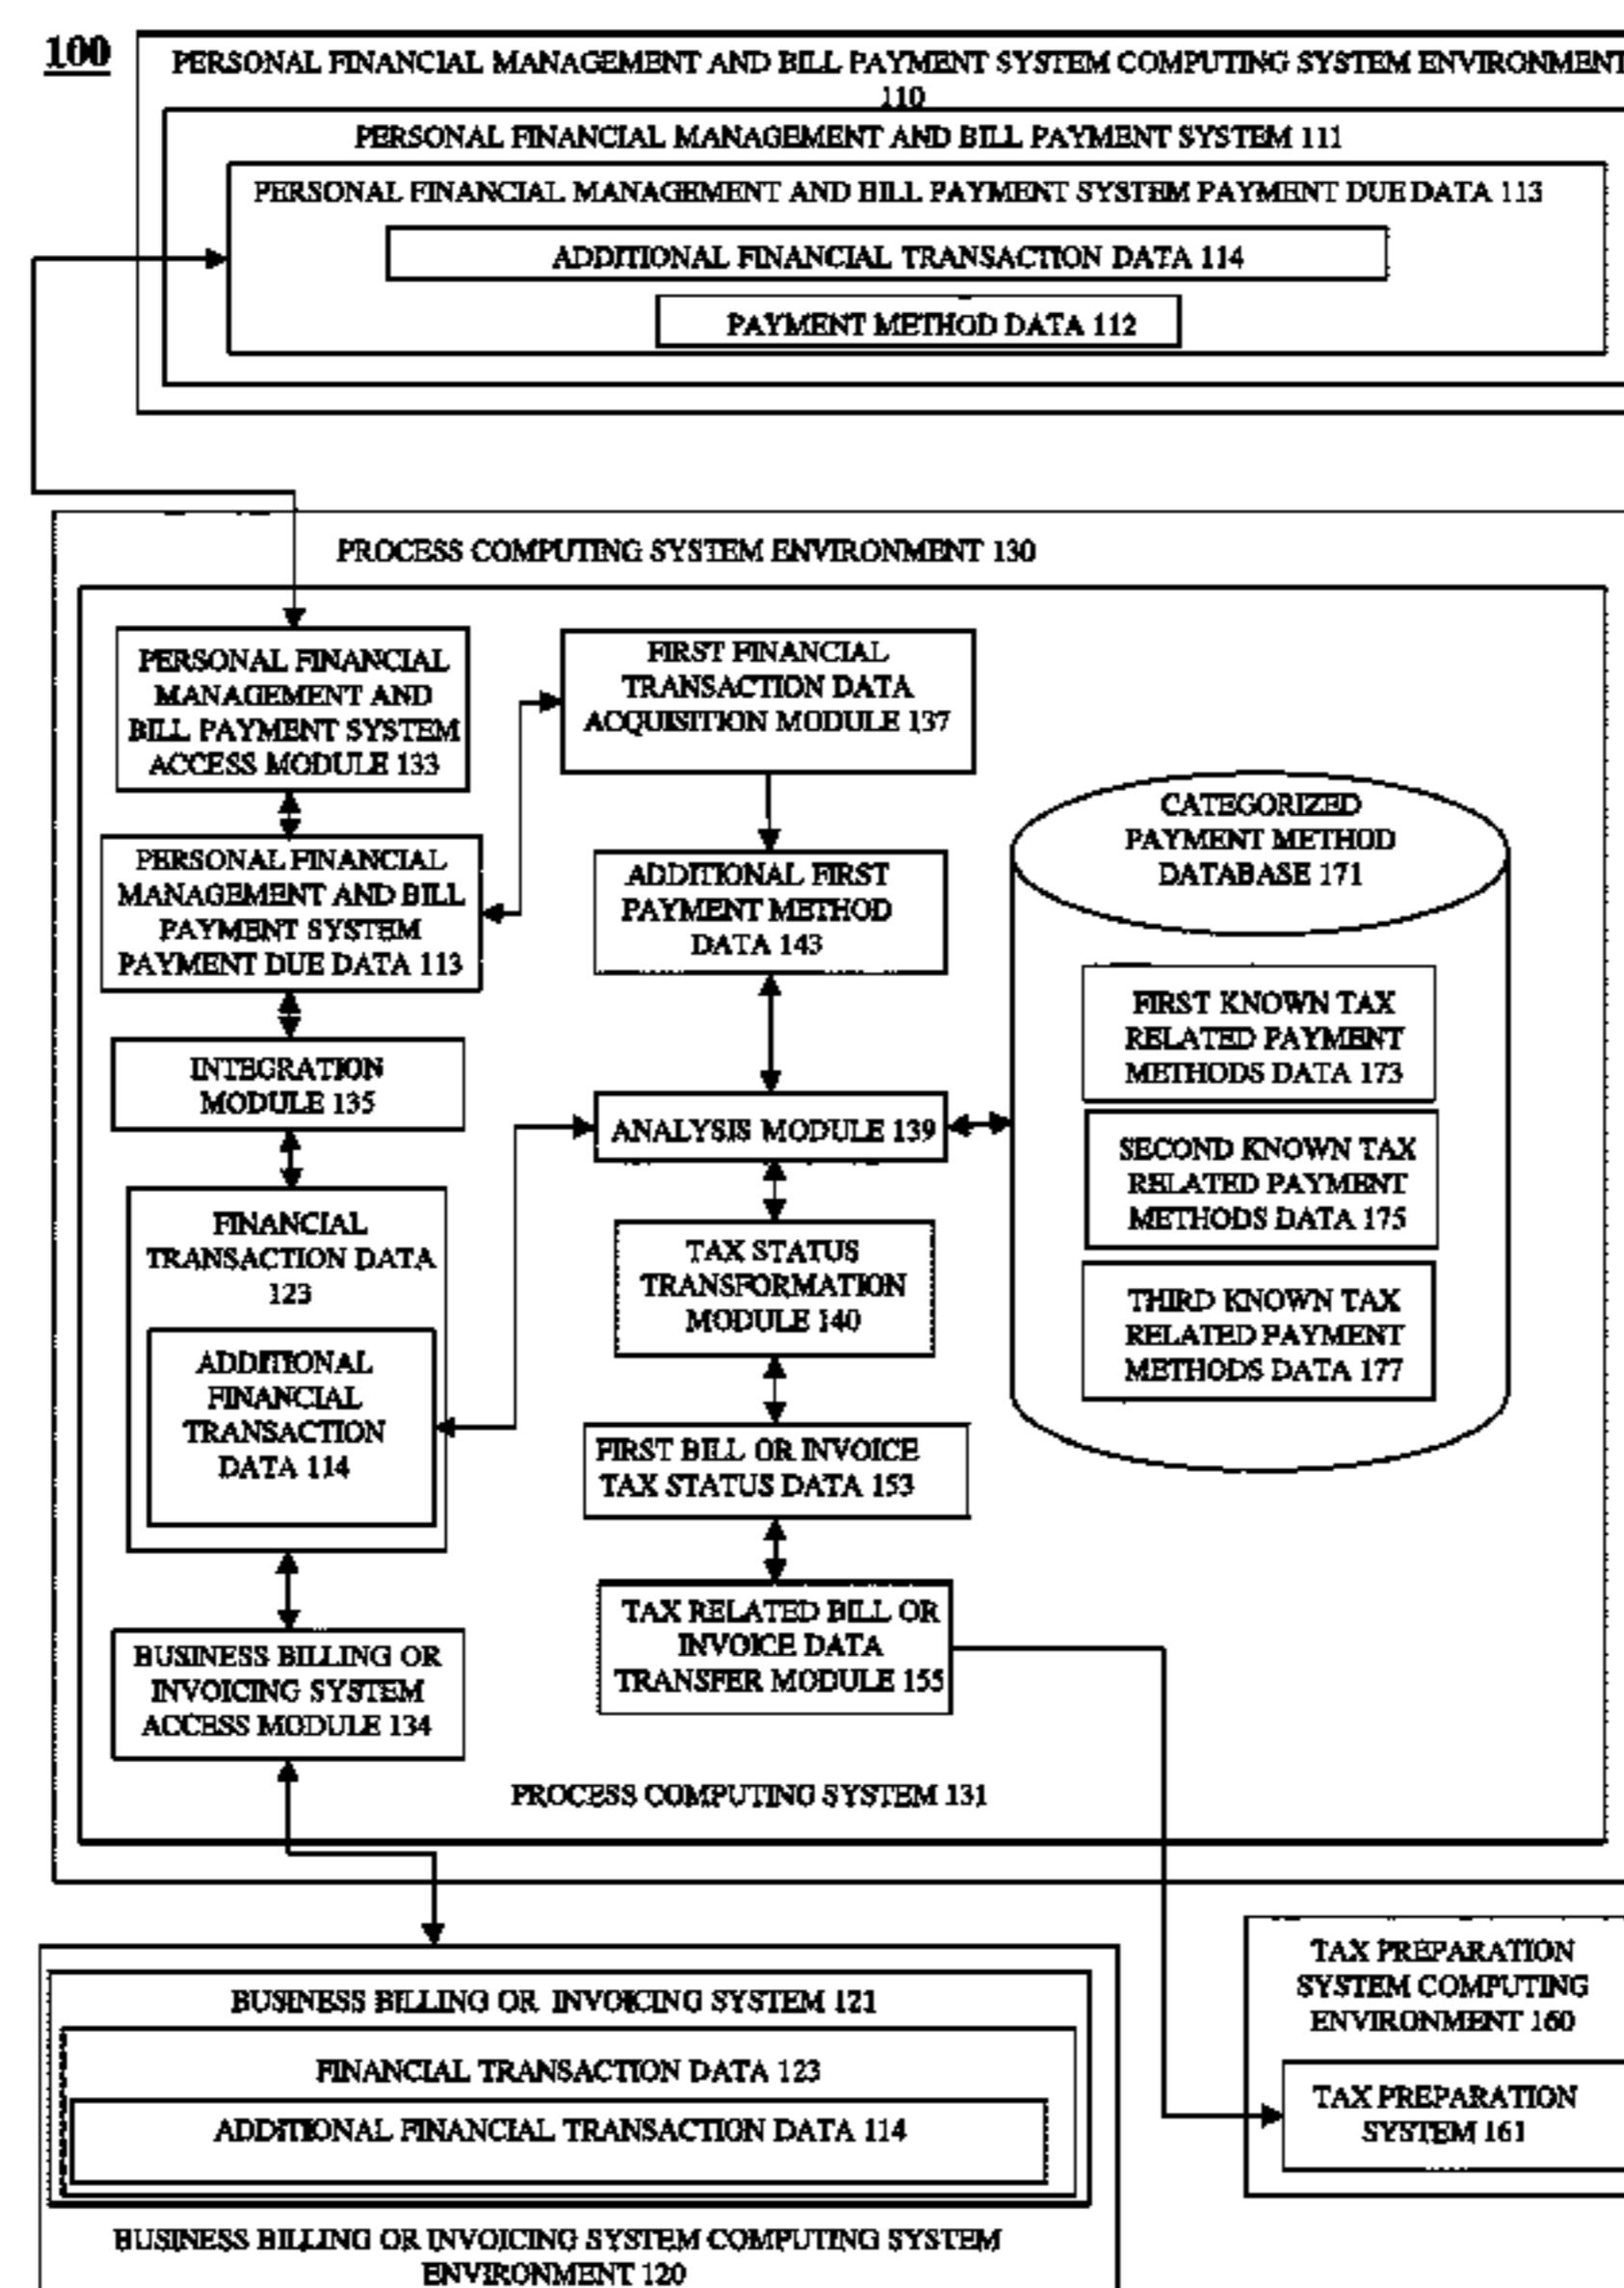 100
PERSONAL FINANCIAL MANAGEMENT AND BILL PAYMENT SYSTEM COMPUTING SYSTEM ENVIRONMENT
110
PERSONAL FINANCIAL MANAGEMENT AND BILL PAYMENT SYSTEM 111
PERSONAL FINANCIAL MANAGEMENT AND BILL PAYMENT SYSTEM PAYMENT DUE DATA 113
ADDITIONAL FINANCIAL TRANSACTION DATA 114
PAYMENT METHOD DATA 112
PROCESS COMPUTING SYSTEM ENVIRONMENT 130
PERSONAL FINANCIAL
MANAGEMENT AND
BILL PAYMENT SYSTEM
ACCESS MODULE 133
PERSONAL FINANCIAL
MANAGEMENT AND BILL
PAYMENT SYSTEM
PAYMENT DUE DATA 113
INTEGRATION
MODULE 135
FINANCIAL
TRANSACTION DATA
123
ADDITIONAL
FINANCIAL
TRANSACTION
DATA 114
BUSINESS BILLING OR
INVOICING SYSTEM
ACCESS MODULE 134
FIRST FINANCIAL
TRANSACTION DATA
ACQUISITION MODULE 137
ADDITIONAL FIRST
PAYMENT METHOD
DATA 143
ANALYSIS MODULE 139
TAX STATUS
TRANSFORMATION
MODULE 140
FIRST BILL OR INVOICE
TAX STATUS DATA 153
TAX RELATED BILL OR
INVOICE DATA
TRANSFER MODULE 155
CATEGORIZED
PAYMENT METHOD
DATABASE 171
FIRST KNOWN TAX
RELATED PAYMENT
METHODS DATA 173
SECOND KNOWN TAX
RELATED PAYMENT
METHODS DATA 175
THIRD KNOWN TAX
RELATED PAYMENT
METHODS DATA 177
PROCESS COMPUTING SYSTEM 131
BUSINESS BILLING OR INVOICING SYSTEM 121
FINANCIAL TRANSACTION DATA 123
ADDITIONAL FINANCIAL TRANSACTION DATA 114
BUSINESS BILLING OR INVOICING SYSTEM COMPUTING SYSTEM
ENVIRONMENT 120
TAX PREPARATION
SYSTEM COMPUTING
ENVIRONMENT 160
TAX PREPARATION
SYSTEM 161